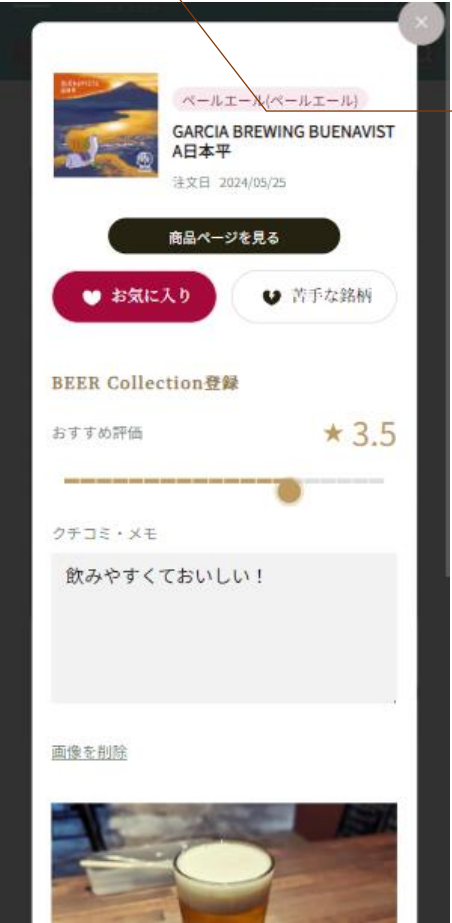 ペールエール(ペールエール)
GARCIA BREWING BUENAVIST
A日本平
注文日 2024/05/25
商品ページを見る
お気に入り
苦手な銘柄
BEER Collection登録
おすすめ評価
★ 3.5
クチコミ・メモ
飲みやすくておいしい！
画像を削除